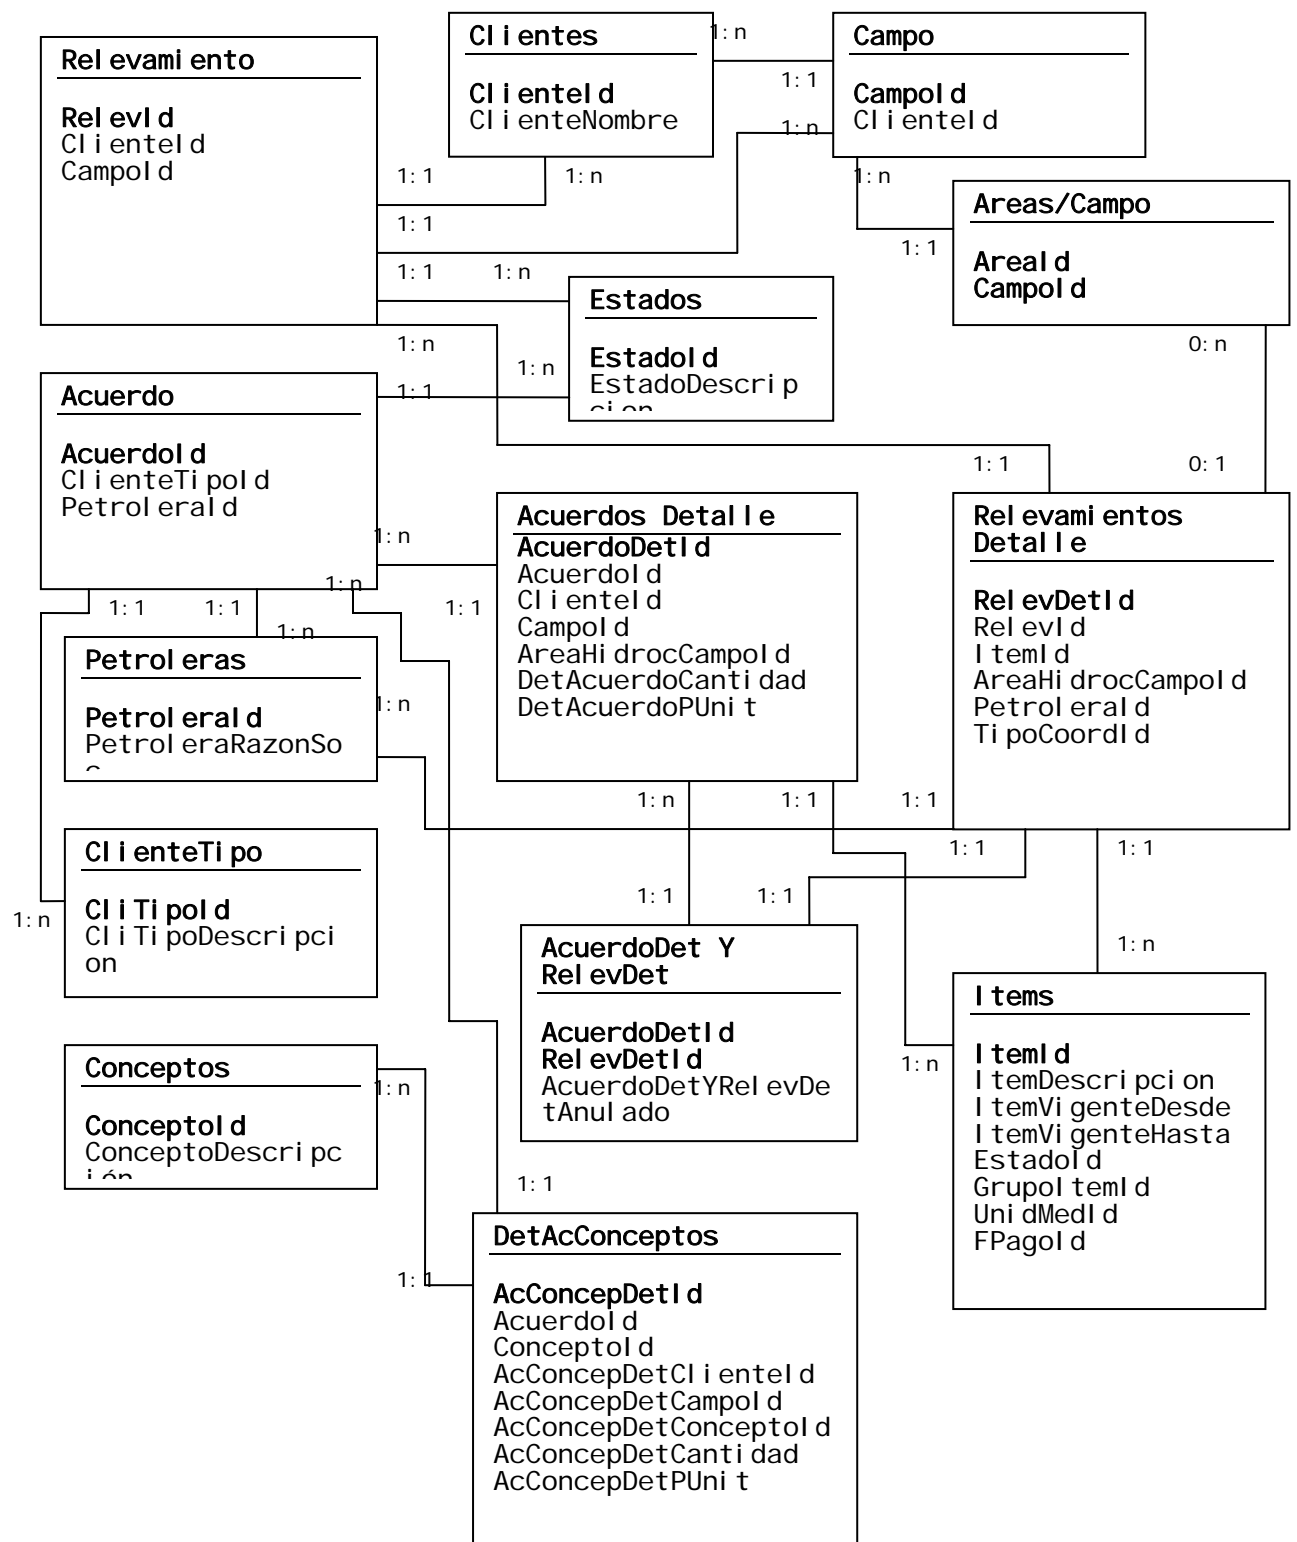 Relevamiento
RelevId
ClienteId
CampoId
Clientes
ClienteId
ClienteNombre
1:n
1:1
Campo
CampoId
ClienteId
1:n
1:1
1:n
1:1
1:n
1:1
Areas/Campo
AreaId
CampoId
1:1
1:n
Estados
EstadoId
EstadoDescrip
cion
1:n
1:n
1:1
0:n
0:1
1:1
Acuerdo
AcuerdoId
ClienteTipoId
PetroleraId
1:n
1:1
Acuerdos Detalle
AcuerdoDetId
AcuerdoId
ClienteId
CampoId
AreaHidrocCampoId
DetAcuerdoCantidad
DetAcuerdoPUnit
Relevamientos
Detalle
RelevDetId
RelevId
ItemId
AreaHidrocCampoId
PetroleraId
TipoCoordId
1:1
1:1
1:n
1:n
Petroleras
PetroleraId
PetroleraRazonSo
1:n
1:n
1:1
1:1
1:1
1:1
ClienteTipo
CliTipoId
CliTipoDescripci
on
1:n
1:1
1:1
AcuerdoDet Y
RelevDet
AcuerdoDetId
RelevDetId
AcuerdoDetYRelevDe
tAnulado
1:n
1:n
Items
ItemId
ItemDescripcion
ItemVigenteDesde
ItemVigenteHasta
EstadoId
GrupoItemId
UnidMedId
FPagoId
Conceptos
ConceptoId
ConceptoDescripc
ión
1:n
1:1
1:1
DetAcConceptos
AcConcepDetId
AcuerdoId
ConceptoId
AcConcepDetClienteId
AcConcepDetCampoId
AcConcepDetConceptoId
AcConcepDetCantidad
AcConcepDetPUnit